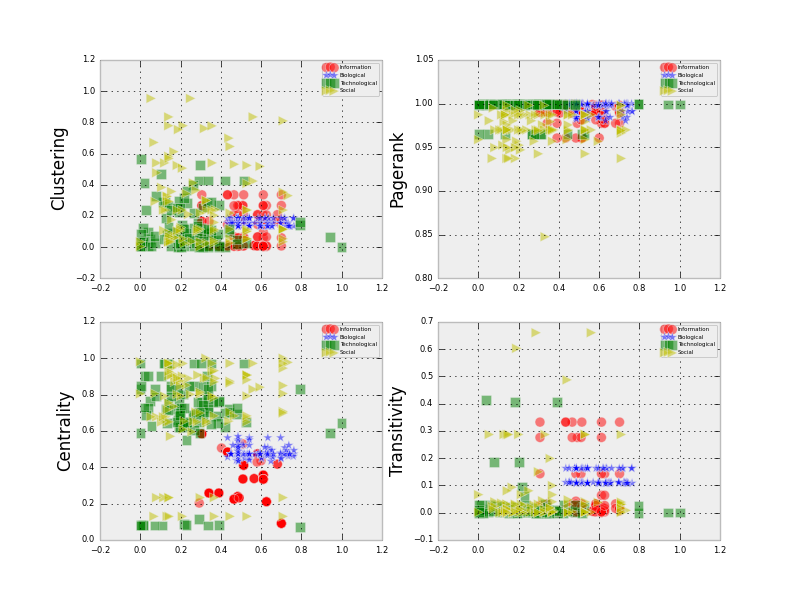 Clustering
1.2
1.0
0.8
0.6
0.4
0.2
0.0
−0.2
−0.2 0.0 0.2 0.4 0.6 0.8 1.0 1.2
Information
Biological
Technological
Social
Pagerank
1.05
1.00
0.95
0.90
0.85
0.80
−0.2 0.0 0.2 0.4 0.6 0.8 1.0 1.2
Information
Biological
Technological
Social
Centrality
1.2
1.0
0.8
0.6
0.4
0.2
0.0
−0.2 0.0 0.2 0.4 0.6 0.8 1.0 1.2
Information
Biological
Technological
Social
Transitivity
0.7
0.6
0.5
0.4
0.3
0.2
0.1
0.0
−0.1
−0.2 0.0 0.2 0.4 0.6 0.8 1.0 1.2
Information
Biological
Technological
Social